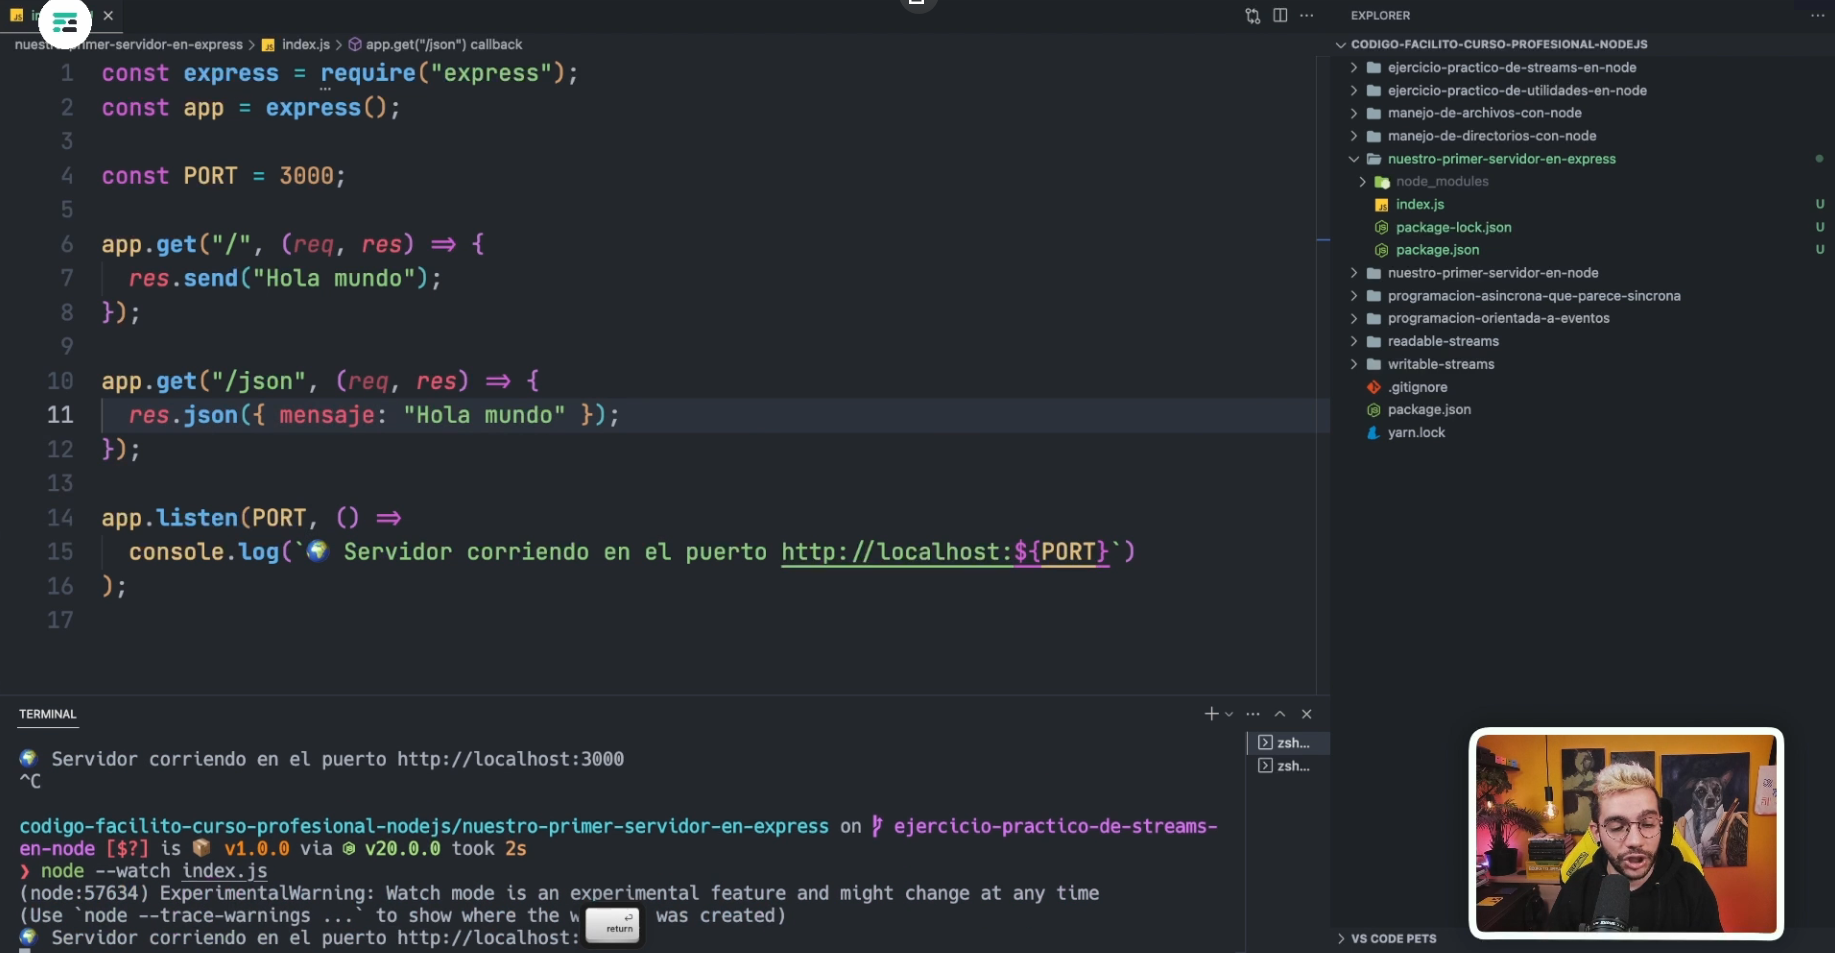 nuestro-primer-servidor-en-express > index.js > app.get("/json") callback
1 const express = require("express");
2 const app = express();
3
4 const PORT = 3000;
5
6 app.get("/", (req, res) => {
7 res.send("Hola mundo");
8 });
9
10 app.get("/json", (req, res) => {
11 res.json({ mensaje: "Hola mundo" });
12 });
13
14 app.listen(PORT, () =>
15 console.log(`🌍 Servidor corriendo en el puerto http://localhost:${PORT}`)
16 );
17
TERMINAL
🌍 Servidor corriendo en el puerto http://localhost:3000
^C
codigo-facilito-curso-profesional-nodejs/nuestro-primer-servidor-en-express on ejercicio-practico-de-streams-
en-node [$?] is 📦 v1.0.0 via v20.0.0 took 2s
❯ node --watch index.js
(node:57634) ExperimentalWarning: Watch mode is an experimental feature and might change at any time
(Use `node --trace-warnings ...` to show where the was created)
🌍 Servidor corriendo en el puerto http://localhost:
return
zsh...
zsh...
EXPLORER
CODIGO-FACILITO-CURSO-PROFESIONAL-NODEJS
ejercicio-practico-de-streams-en-node
ejercicio-practico-de-utilidades-en-node
manejo-de-archivos-con-node
manejo-de-directorios-con-node
nuestro-primer-servidor-en-express
node_modules
index.js U
package-lock.json U
package.json U
nuestro-primer-servidor-en-node
programacion-asincrona-que-parece-sincrona
programacion-orientada-a-eventos
readable-streams
writable-streams
.gitignore
package.json
yarn.lock
VS CODE PETS